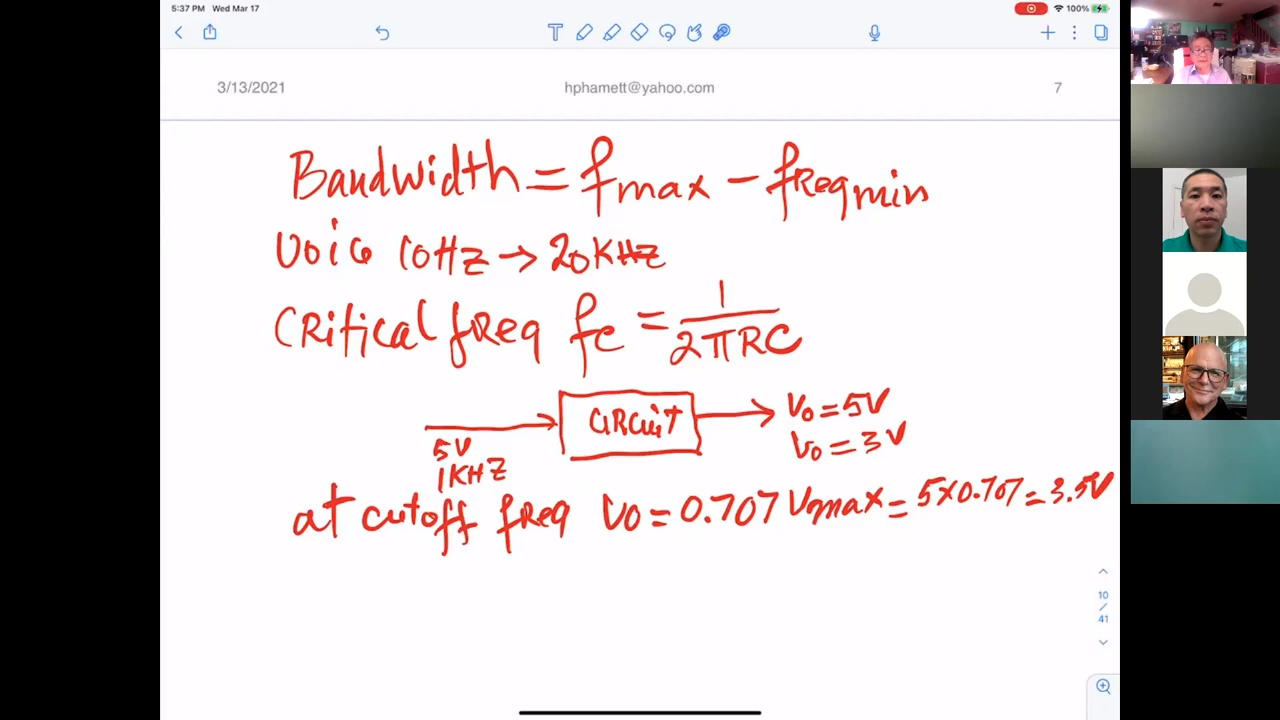 5:37 PM Wed Mar 17
100%
3/13/2021 hphamett@yahoo.com 7
Bandwidth = fmax - fReqmin
Voice 10HZ → 20KHZ
CRitical fReq fc = 1/2πRC
CIRCUIT
Vo = 5V
Vo = 3V
5V
1KHZ
at cutoff fReq Vo = 0.707 Vmax = 5x0.707 = 3.5V
10
/
41